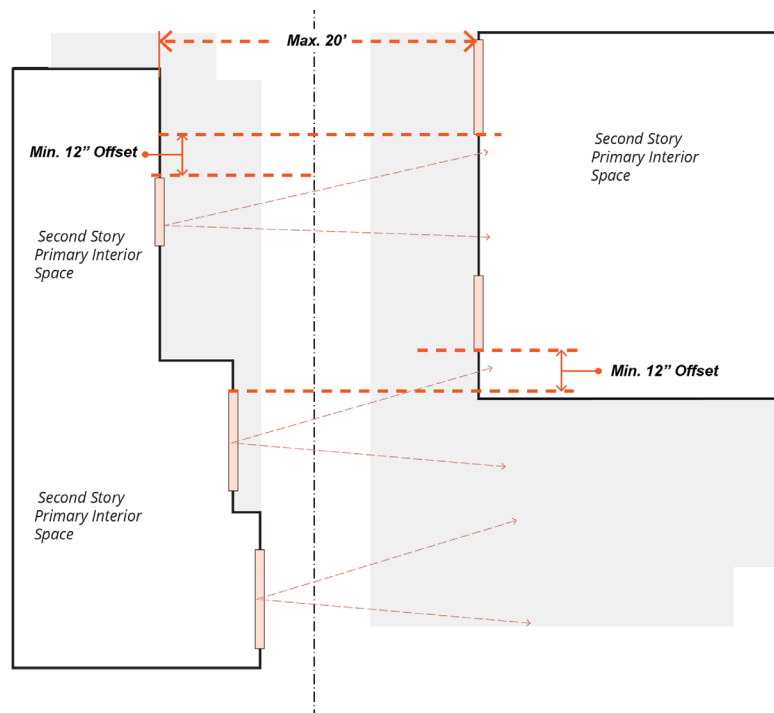 Max. 20’
Min. 12” Offset
Second Story
Primary Interior
Space
Second Story
Primary Interior
Space
Min. 12” Offset
Second Story
Primary Interior
Space